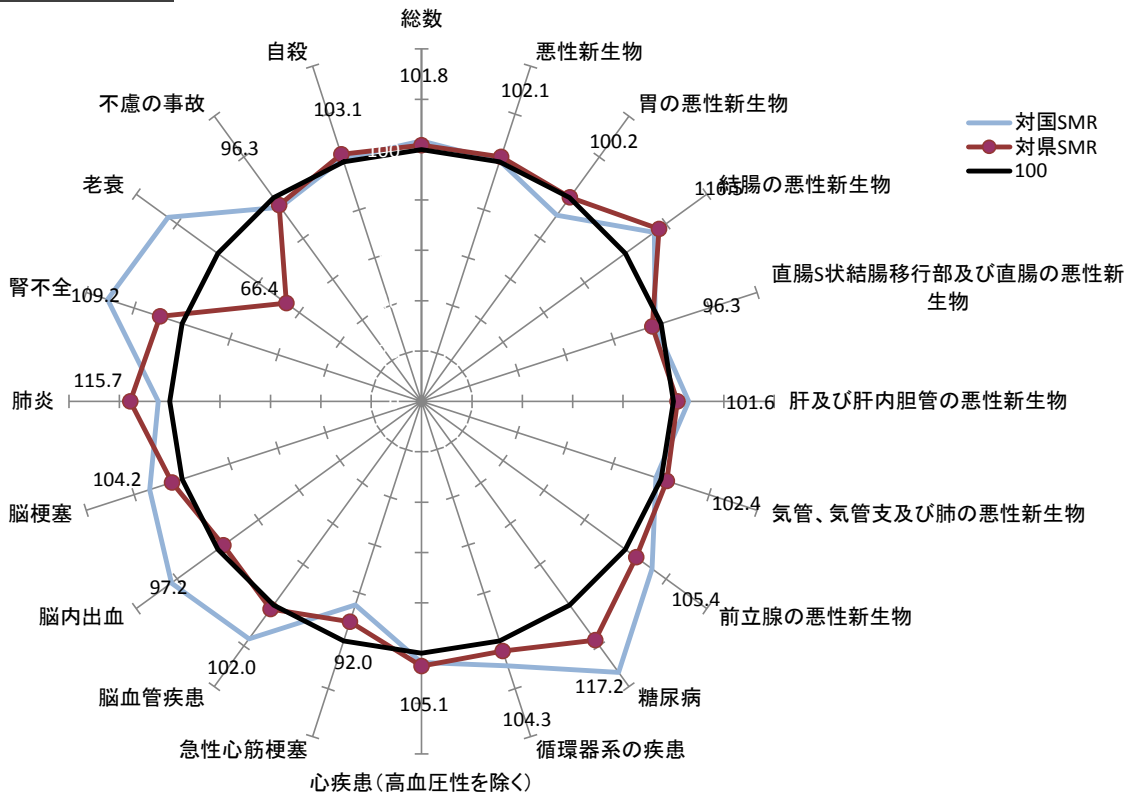 総数
101.8
悪性新生物
102.1
胃の悪性新生物
100.2
結腸の悪性新生物
直腸S状結腸移行部及び直腸の悪性新
生物
96.3
肝及び肝内胆管の悪性新生物
101.6
気管、気管支及び肺の悪性新生物
102.4
前立腺の悪性新生物
105.4
糖尿病
117.2
循環器系の疾患
104.3
心疾患(高血圧性を除く)
105.1
急性心筋梗塞
92.0
脳血管疾患
102.0
脳内出血
97.2
脳梗塞
104.2
肺炎
115.7
腎不全
109.2
老衰
66.4
不慮の事故
96.3
自殺
103.1
100
対国SMR
対県SMR
100